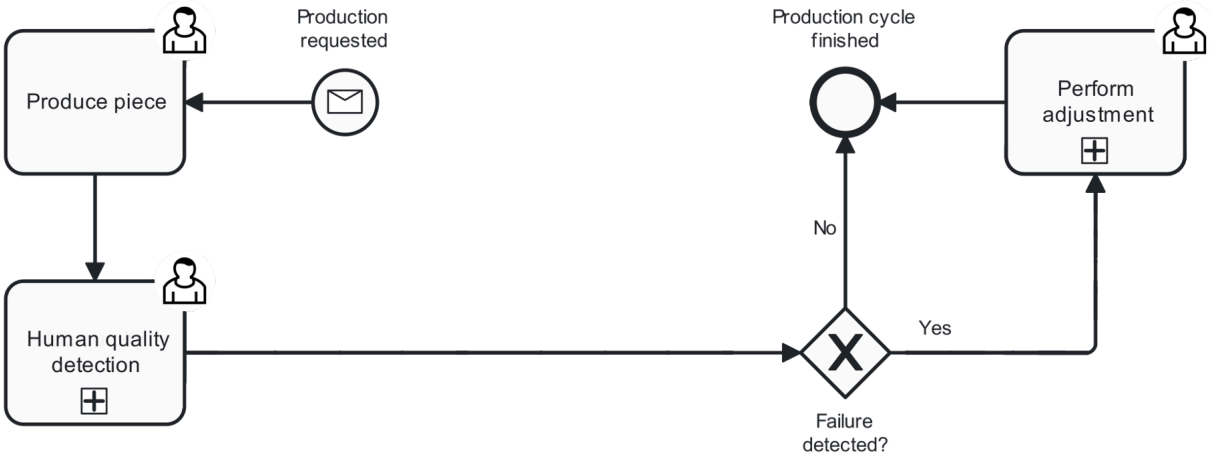 Production
requested
Produce piece
Human quality
detection
Production cycle
finished
Perform
adjustment
No
Yes
X
Failure
detected?